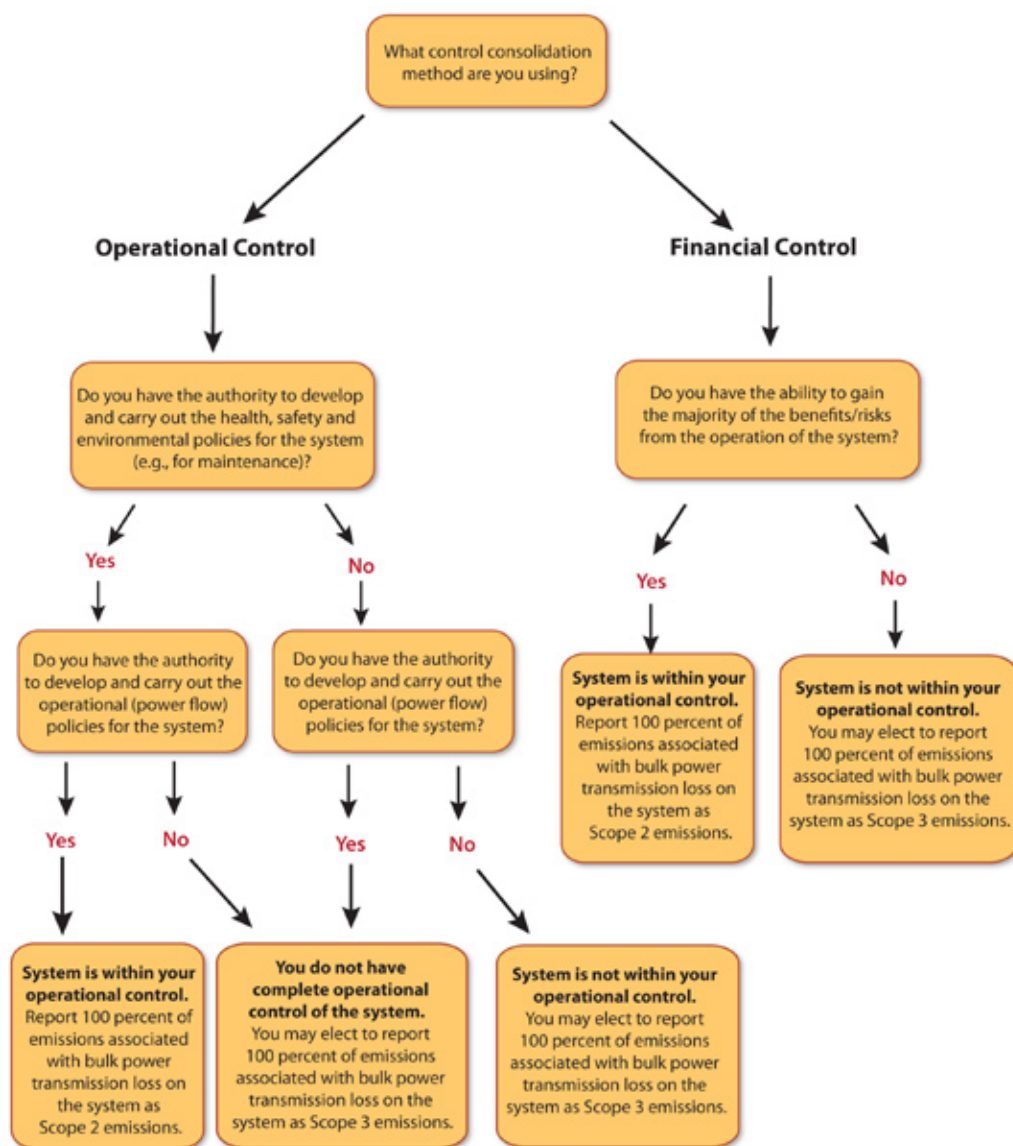 What control consolidation
method are you using?
Operational Control
Financial Control
Do you have the authority to develop
and carry out the health, safety and
environmental policies for the system
(e.g., for maintenance)?
Do you have the ability to gain
the majority of the benefits/risks
from the operation of the system?
Yes
No
Yes
No
Do you have the authority
to develop and carry out the
operational (power flow)
policies for the system?
Do you have the authority
to develop and carry out the
operational (power flow)
policies for the system?
System is within your
operational control.
Report 100 percent of
emissions associated
with bulk power
transmission loss on
the system as
Scope 2 emissions.
System is not within your
operational control.
You may elect to report
100 percent of emissions
associated with bulk power
transmission loss on the
system as Scope 3 emissions.
Yes
No
Yes
No
System is within your
operational control.
Report 100 percent of
emissions associated
with bulk power
transmission loss on
the system as
Scope 2 emissions.
You do not have
complete operational
control of the system.
You may elect to report
100 percent of emissions
associated with bulk power
transmission loss on the
system as Scope 3 emissions.
System is not within your
operational control.
You may elect to report
100 percent of emissions
associated with bulk power
transmission loss on the
system as Scope 3 emissions.